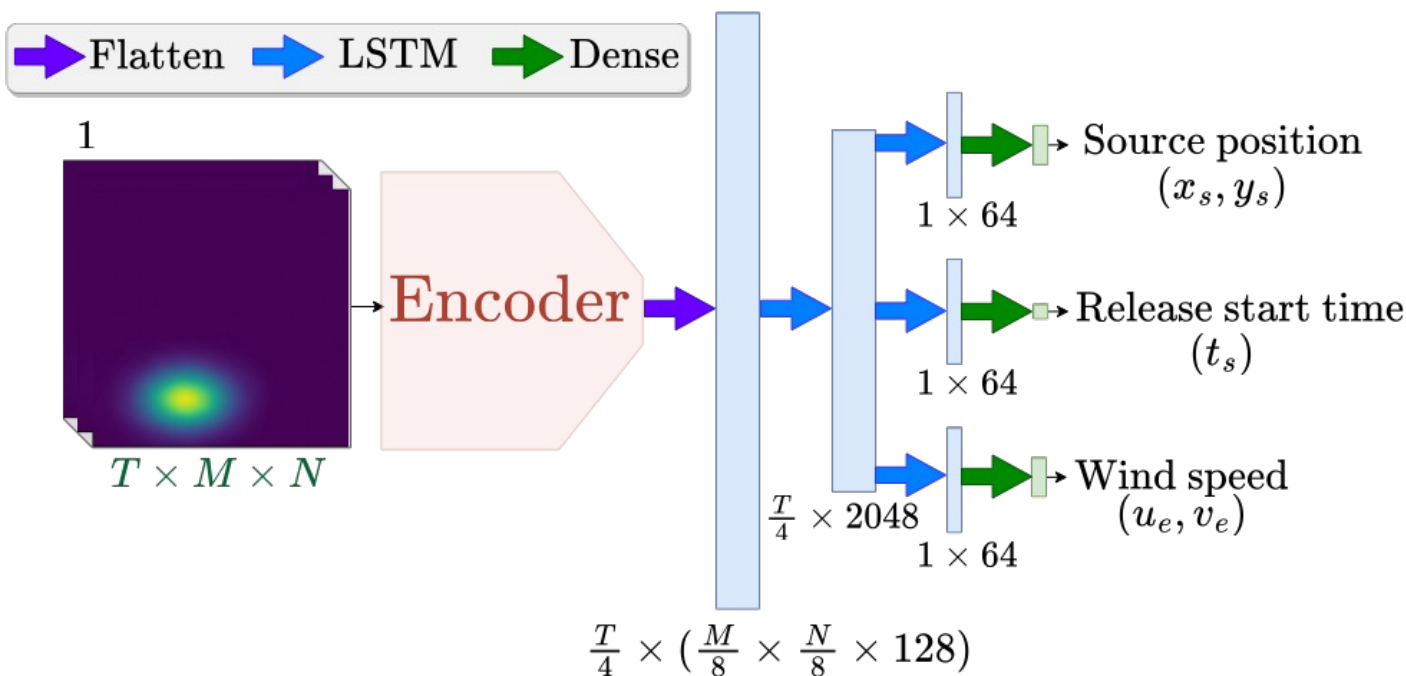 Flatten LSTM Dense
1
T × M × N
Encoder
T/4 × (M/8 × N/8 × 128)
T/4 × 2048
1 × 64
Source position
(x_s, y_s)
1 × 64
Release start time
(t_s)
1 × 64
Wind speed
(u_e, v_e)